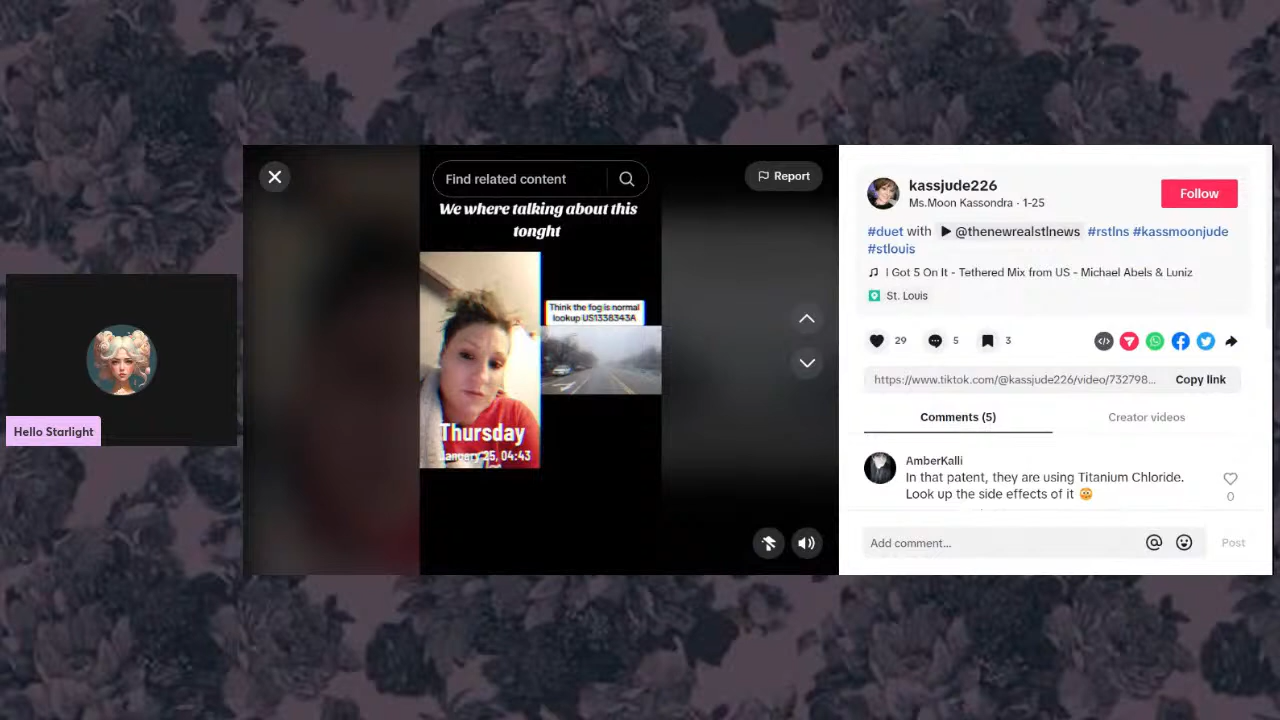 Hello Starlight
Find related content
Report
We where talking about this
tonght
Think the fog is normal
lookup US1338343A
Thursday
January 25, 04:43
kassjude226
Ms.Moon Kassondra · 1-25
Follow
#duet with @thenewrealstlnews #rstlns #kassmoonjude
#stlouis
I Got 5 On It - Tethered Mix from US - Michael Abels & Luniz
St. Louis
29
5
3
https://www.tiktok.com/@kassjude226/video/732798...
Copy link
Comments (5)
Creator videos
AmberKalli
In that patent, they are using Titanium Chloride.
Look up the side effects of it 🤯
0
Add comment...
Post